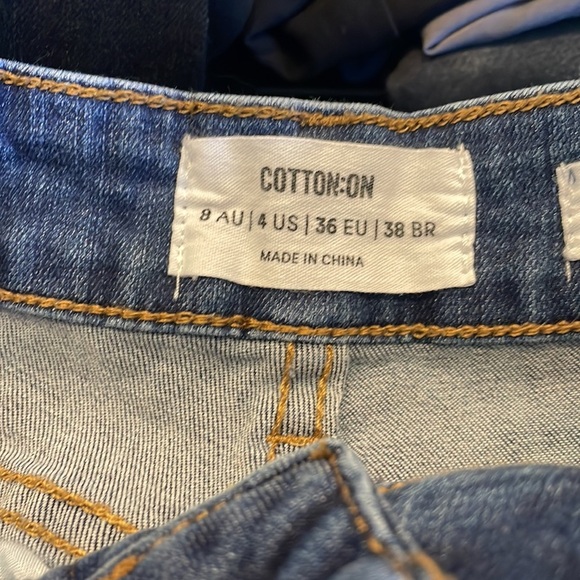 COTTON:ON
8 AU | 4 US | 36 EU | 38 BR
MADE IN CHINA